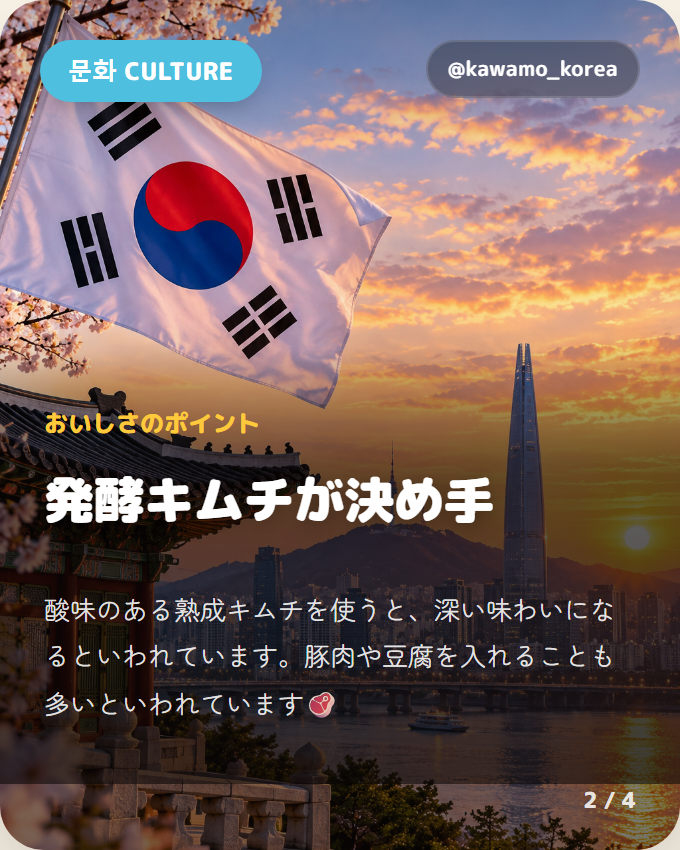 문화 CULTURE
@kawamo_korea
おいしさのポイント
発酵キムチが決め手
酸味のある熟成キムチを使うと、深い味わいにな
るといわれています。豚肉や豆腐を入れることも
多いといわれています🥩
2 / 4